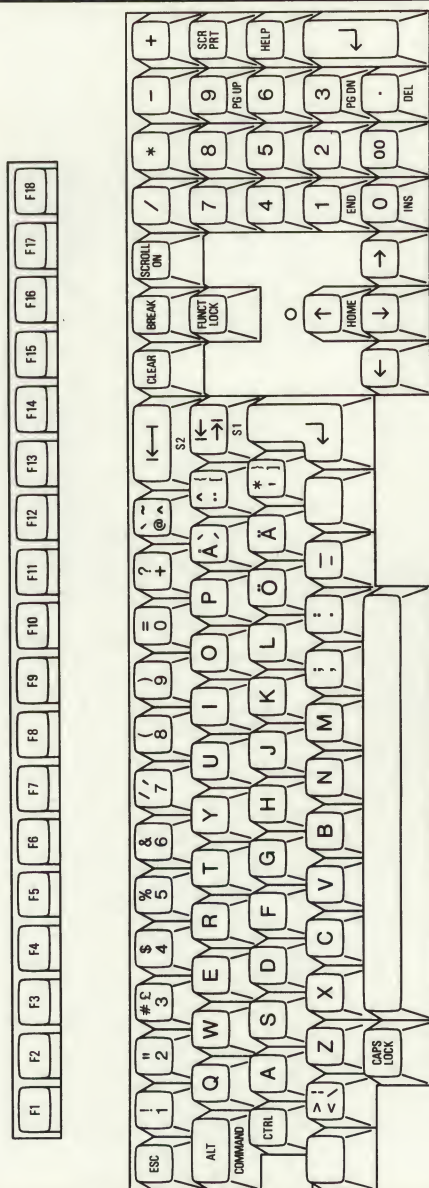 F1 F2 F3 F4 F5 F6 F7 F8 F9 F10 F11 F12 F13 F14 F15 F16 F17 F18
ESC ! 1 " 2 # £ 3 $ 4 % 5 & 6 / ' 7 ( 8 ) 9 = 0 ? + ` ~ @ ^ |← S2 CLEAR BREAK SCROLL ON / * - +
ALT COMMAND Q W E R T Y U I O P Å ` ^ { .. [ |← →| S1 FUNCT LOCK 7 8 9 PG UP SCR PRT
CTRL A S D F G H J K L Ö Ä * } ' ] ↵ 4 5 6 HELP
> ¦ < \ Z X C V B N M ; , : . _ - ↑ HOME 1 END 2 3 PG DN ↵
CAPS LOCK ← ↓ → 0 INS 00 . DEL